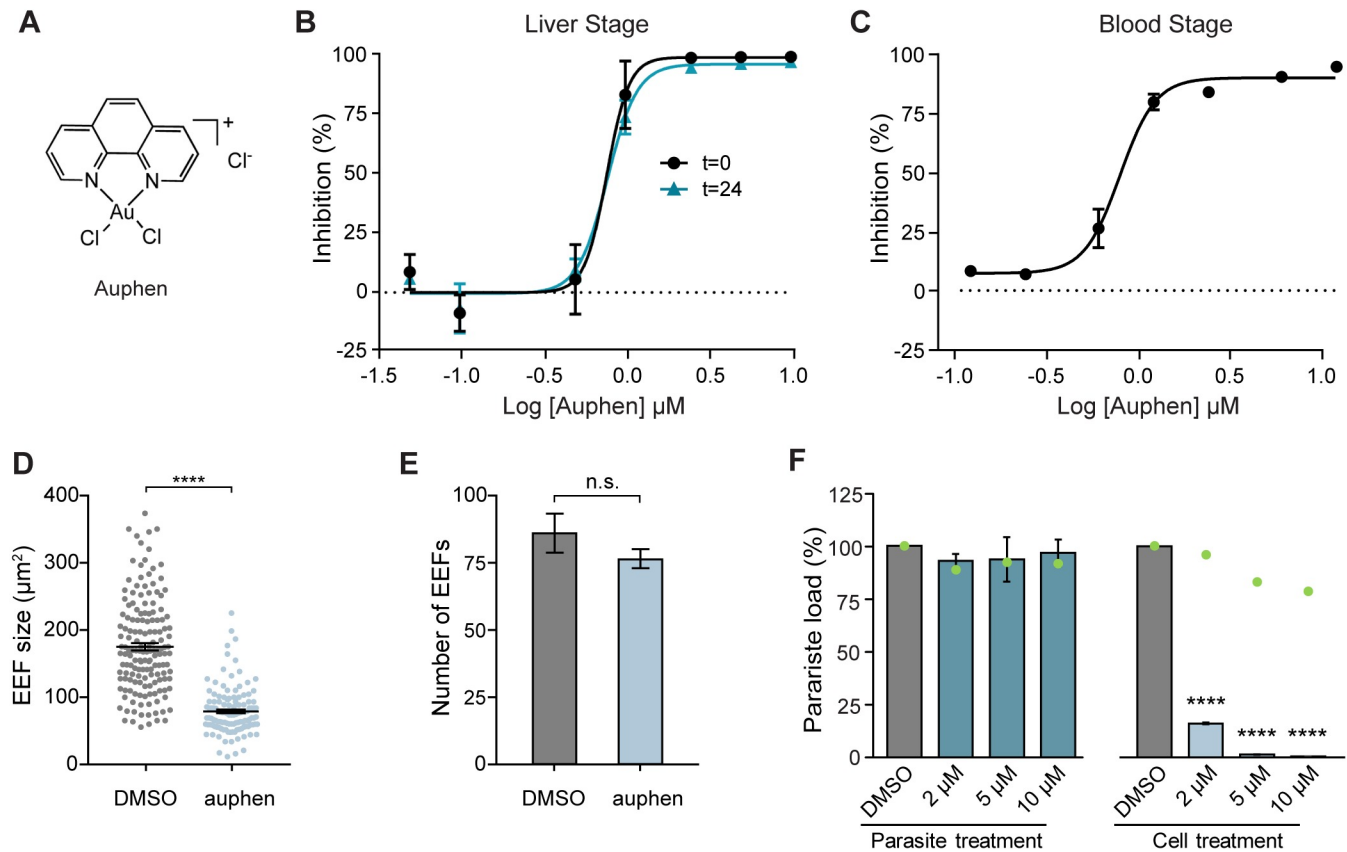 A
N
N
Au
Cl
Cl
+
Cl-
Auphen
B
Liver Stage
Inhibition (%)
100
75
50
25
0
-25
t=0
t=24
-1.5
-1.0
-0.5
0.0
0.5
1.0
Log [Auphen] µM
C
Blood Stage
Inhibition (%)
100
75
50
25
0
-25
-1.0
-0.5
0.0
0.5
1.0
Log [Auphen] µM
D
EEF size (µm²)
400
300
200
100
0
****
DMSO
auphen
E
Number of EEFs
100
75
50
25
0
n.s.
DMSO
auphen
F
Parariste load (%)
125
100
75
50
25
0
DMSO
2 µM
5 µM
10 µM
Parasite treatment
****
****
****
DMSO
2 µM
5 µM
10 µM
Cell treatment